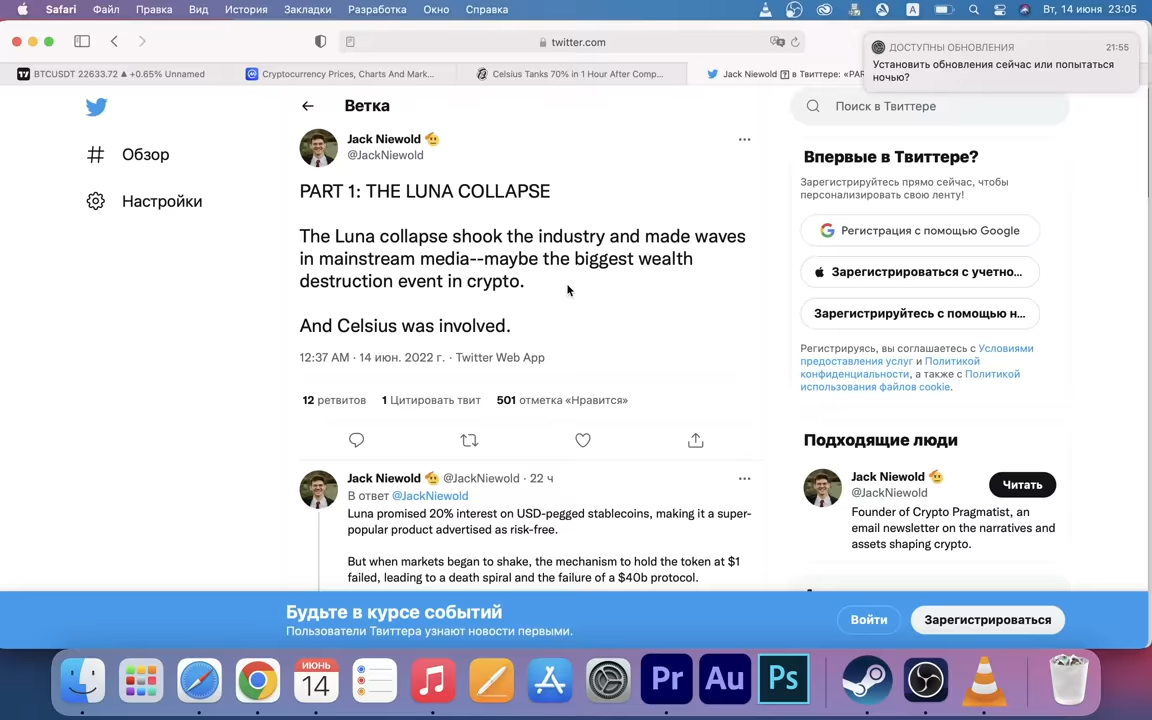 Safari Файл Правка Вид История Закладки Разработка Окно Справка
A
Вт, 14 июня 23:05
twitter.com
ДОСТУПНЫ ОБНОВЛЕНИЯ 21:55
Установить обновления сейчас или попытаться
ночью?
BTCUSDT 22633.72 ▲ +0.65% Unnamed
Cryptocurrency Prices, Charts And Mark...
Celsius Tanks 70% in 1 Hour After Comp...
Jack Niewold в Твиттере: «PAR
Ветка
Поиск в Твиттере
Обзор
Настройки
Jack Niewold
@JackNiewold
PART 1: THE LUNA COLLAPSE
The Luna collapse shook the industry and made waves
in mainstream media--maybe the biggest wealth
destruction event in crypto.
And Celsius was involved.
12:37 AM · 14 июн. 2022 г. · Twitter Web App
12 ретвитов 1 Цитировать твит 501 отметка «Нравится»
Jack Niewold @JackNiewold · 22 ч
В ответ @JackNiewold
Luna promised 20% interest on USD-pegged stablecoins, making it a super-
popular product advertised as risk-free.
But when markets began to shake, the mechanism to hold the token at $1
failed, leading to a death spiral and the failure of a $40b protocol.
Впервые в Твиттере?
Зарегистрируйтесь прямо сейчас, чтобы
персонализировать свою ленту!
Регистрация с помощью Google
Зарегистрироваться с учетно...
Зарегистрируйтесь с помощью н...
Регистрируясь, вы соглашаетесь с Условиями
предоставления услуг и Политикой
конфиденциальности, а также с Политикой
использования файлов cookie.
Подходящие люди
Jack Niewold
@JackNiewold
Читать
Founder of Crypto Pragmatist, an
email newsletter on the narratives and
assets shaping crypto.
Будьте в курсе событий
Пользователи Твиттера узнают новости первыми.
Войти
Зарегистрироваться
ИЮНЬ
14
Pr
Au
Ps